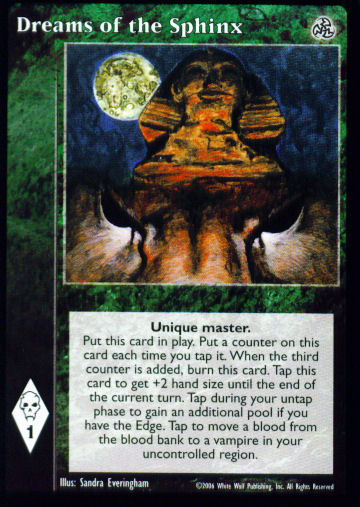 Dreams of the Sphinx
Unique master.
Put this card in play. Put a counter on
this card each time you tap it. When the third
counter is added, burn this card. Tap this
card to get +2 hand size until the end of
the current turn. Tap during your untap
phase to gain an additional pool if you
have the Edge. Tap to move a blood from
the blood bank to a vampire in your
uncontrolled region.
1
Illus: Sandra Everingham
©2006 White Wolf Publishing, Inc. All Rights Reserved